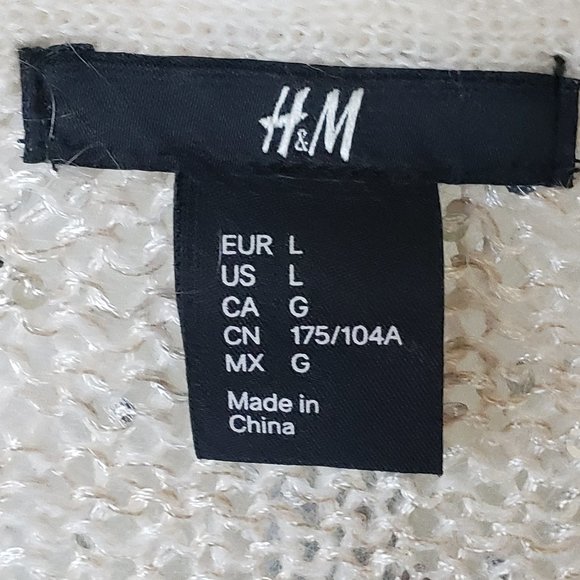 H&M
EUR L
US L
CA G
CN 175/104A
MX G
Made in
China